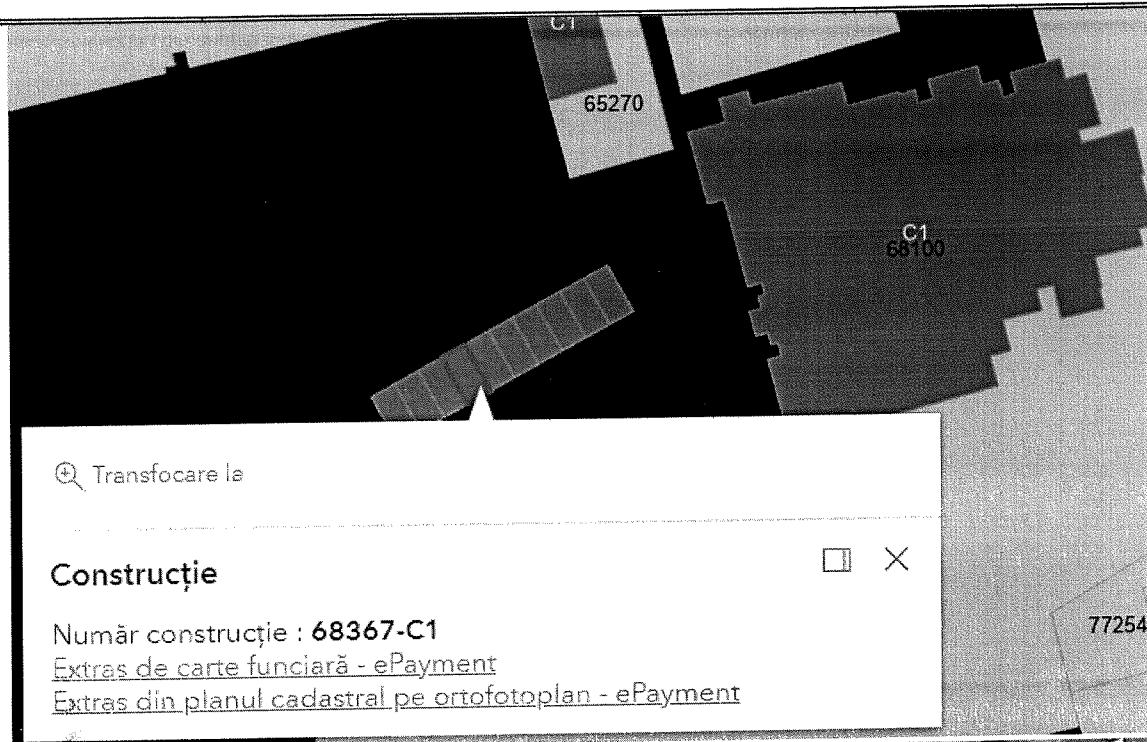 C1
65270
C1
68100
Transfocare la
Construcție
Număr construcție : 68367-C1
Extras de carte funciară - ePayment
Extras din planul cadastral pe ortofotoplan - ePayment
77254